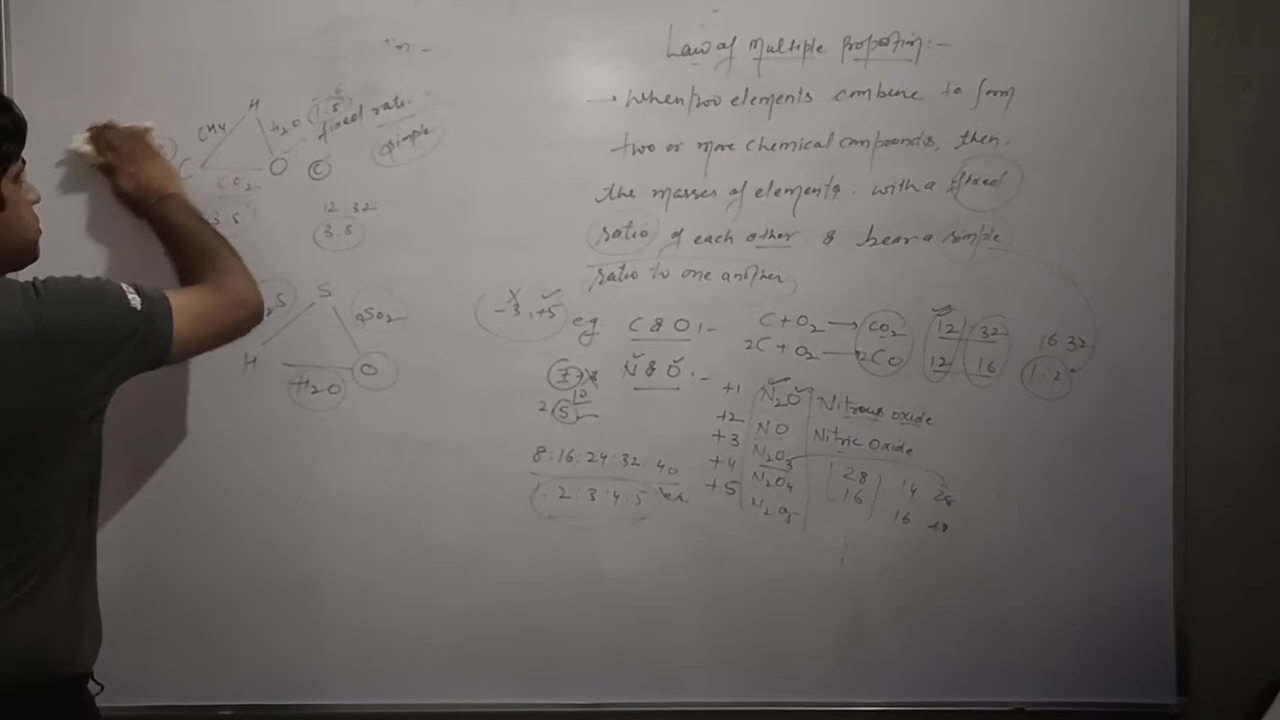 Law of Multiple Proportion:-
→ When two elements combine to form
two or more chemical compounds, then
the masses of elements with a fixed
ratio of each other & bear a simple
ratio to one another
e.g C & O:-
C + O2 → CO2 12 32
2C + O2 → 2CO 12 16
16 32
1:2
-3, +5
N & O:-
+1 N2O Nitrous oxide
+2 NO Nitric Oxide
+3 N2O3
+4 N2O4
+5 N2O5
28 14 28
16 16 48
8:16:24:32:40
1:2:3:4:5
H
CH4
H2O
fixed ratio
simple
C
O
C
CO2
3:8
12:32
3:8
S
SO2
H
O
H2O